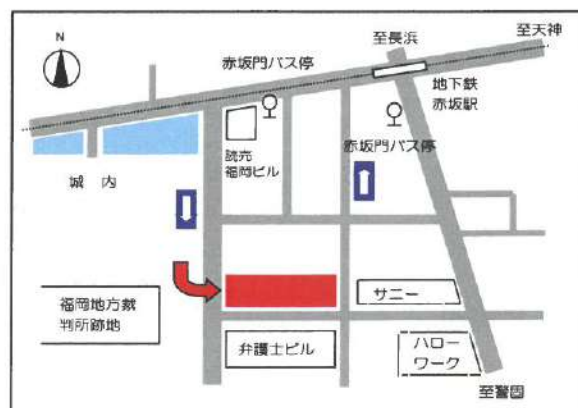 N
至長浜
至天神
赤坂門バス停
地下鉄
赤坂駅
読売
福岡ビル
赤坂門バス停
城　内
福岡地方裁
判所跡地
サニー
弁護士ビル
ハロー
ワーク
至警固